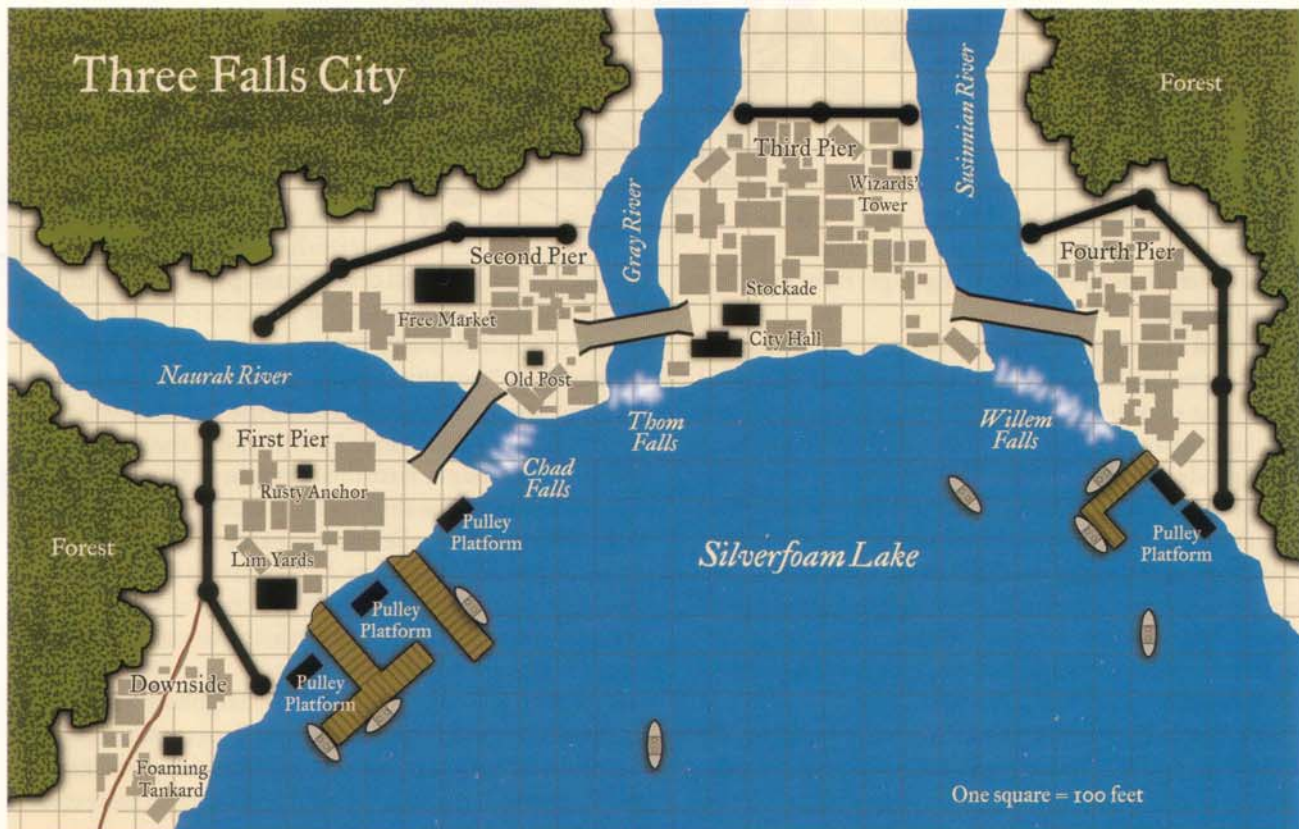 Three Falls City
Forest
Susinnian River
Third Pier
Wizards'
Tower
Gray River
Second Pier
Fourth Pier
Stockade
Free Market
City Hall
Old Post
Naurak River
Thom
Falls
Willem
Falls
First Pier
Chad
Falls
Rusty Anchor
Pulley
Platform
Pulley
Platform
Forest
Lim Yards
Silverfoam Lake
Pulley
Platform
Downside
Pulley
Platform
Foaming
Tankard
One square = 100 feet